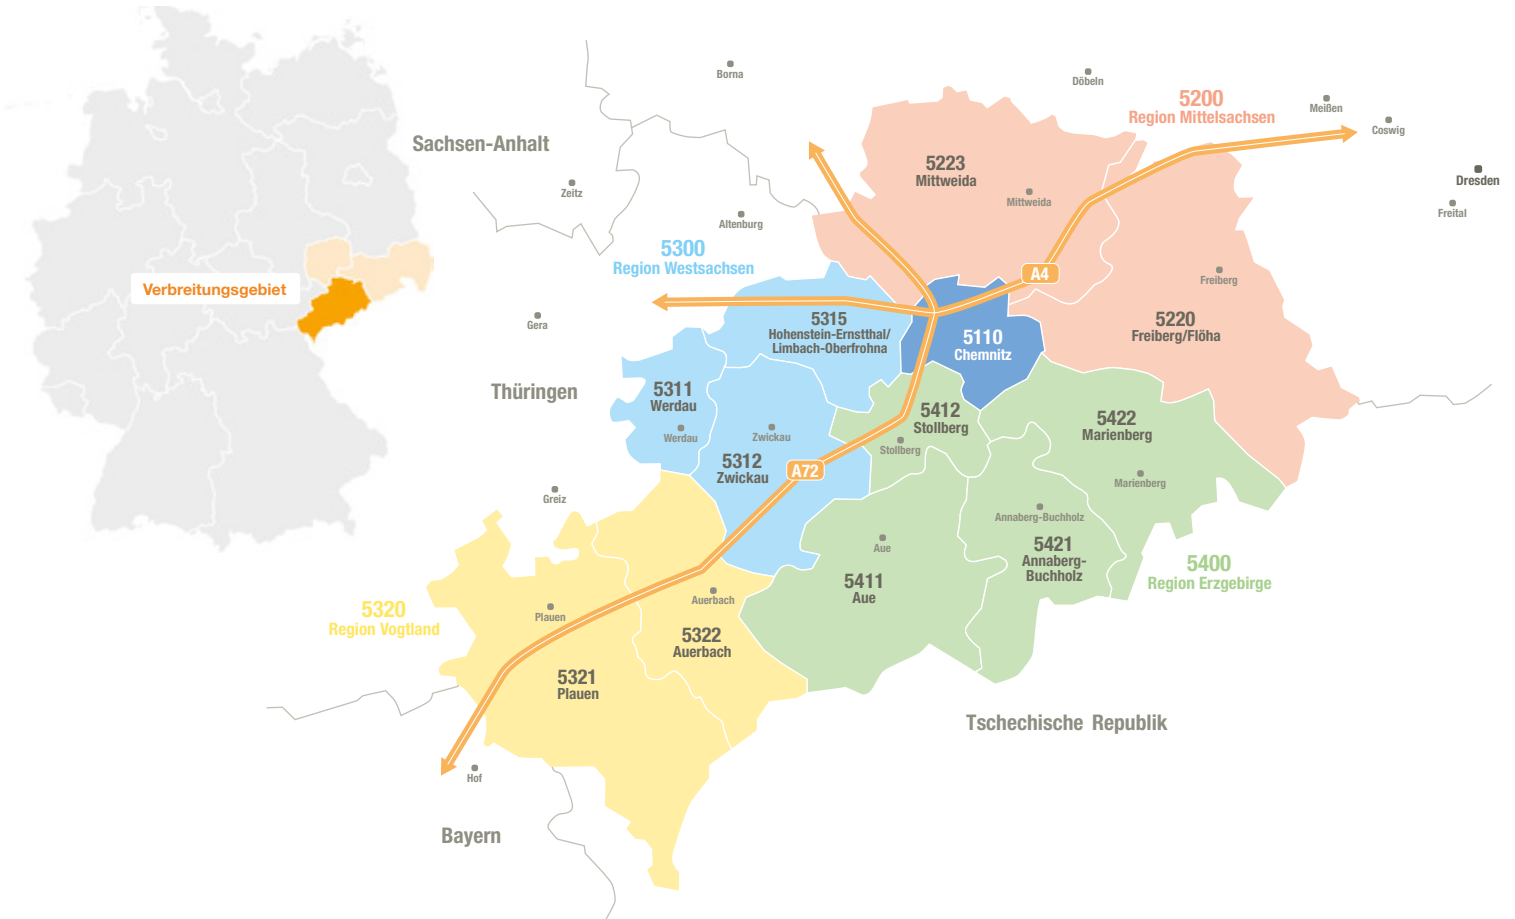 Borna
Döbeln
5200
Region Mittelsachsen
Meißen
Coswig
Sachsen-Anhalt
5223
Mittweida
Dresden
Zeitz
Mittweida
Freital
Altenburg
5300
Region Westsachsen
A4
Freiberg
Verbreitungsgebiet
Gera
5315
Hohenstein-Ernstthal/
Limbach-Oberfrohna
5110
Chemnitz
5220
Freiberg/Flöha
Thüringen
5311
Werdau
5412
Stollberg
5422
Marienberg
Werdau
Zwickau
Stollberg
5312
Zwickau
A72
Marienberg
Greiz
Annaberg-Buchholz
Aue
5421
Annaberg-
Buchholz
5400
Region Erzgebirge
5411
Aue
Auerbach
5320
Region Vogtland
Plauen
5322
Auerbach
5321
Plauen
Tschechische Republik
Hof
Bayern